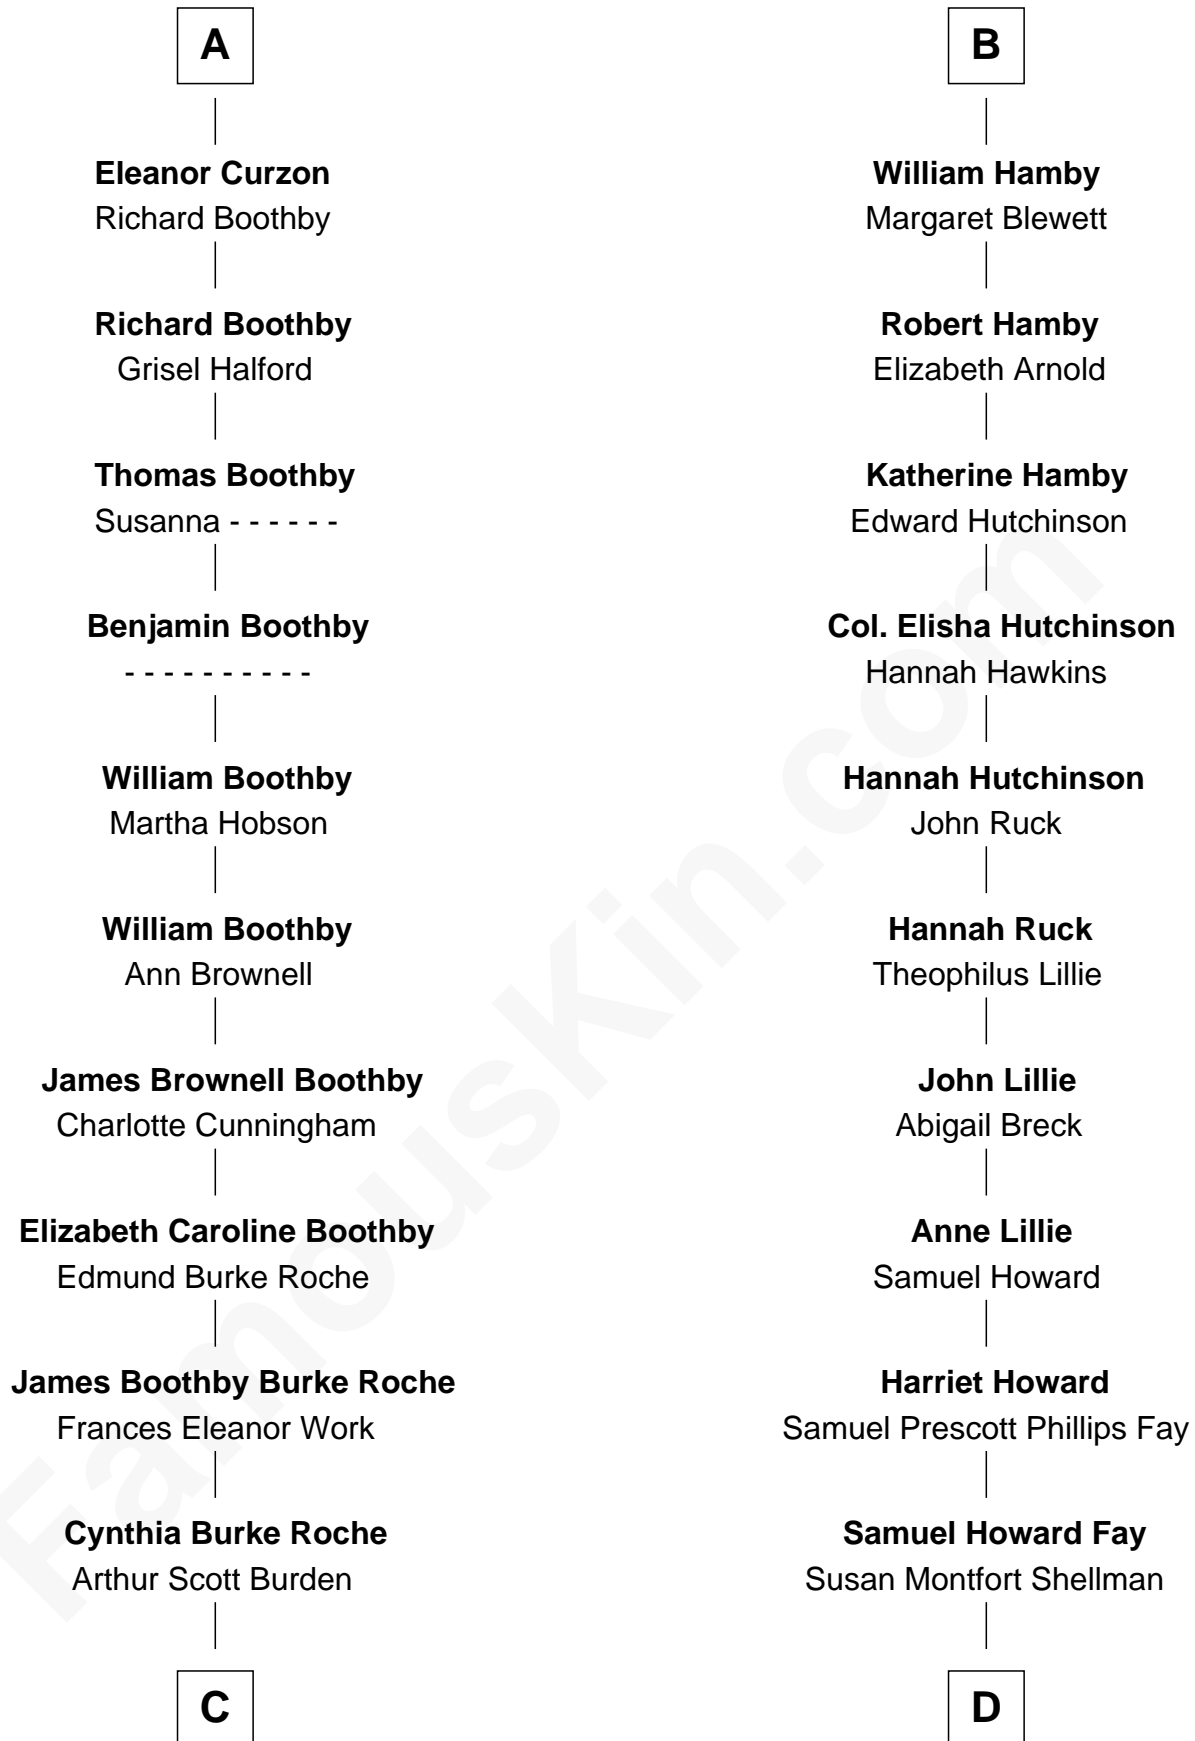 A
Eleanor Curzon
Richard Boothby
Richard Boothby
Grisel Halford
Thomas Boothby
Susanna - - - - - -
Benjamin Boothby
- - - - - - - - - -
William Boothby
Martha Hobson
William Boothby
Ann Brownell
James Brownell Boothby
Charlotte Cunningham
Elizabeth Caroline Boothby
Edmund Burke Roche
James Boothby Burke Roche
Frances Eleanor Work
Cynthia Burke Roche
Arthur Scott Burden
C
B
William Hamby
Margaret Blewett
Robert Hamby
Elizabeth Arnold
Katherine Hamby
Edward Hutchinson
Col. Elisha Hutchinson
Hannah Hawkins
Hannah Hutchinson
John Ruck
Hannah Ruck
Theophilus Lillie
John Lillie
Abigail Breck
Anne Lillie
Samuel Howard
Harriet Howard
Samuel Prescott Phillips Fay
Samuel Howard Fay
Susan Montfort Shellman
D
FamousKin.com